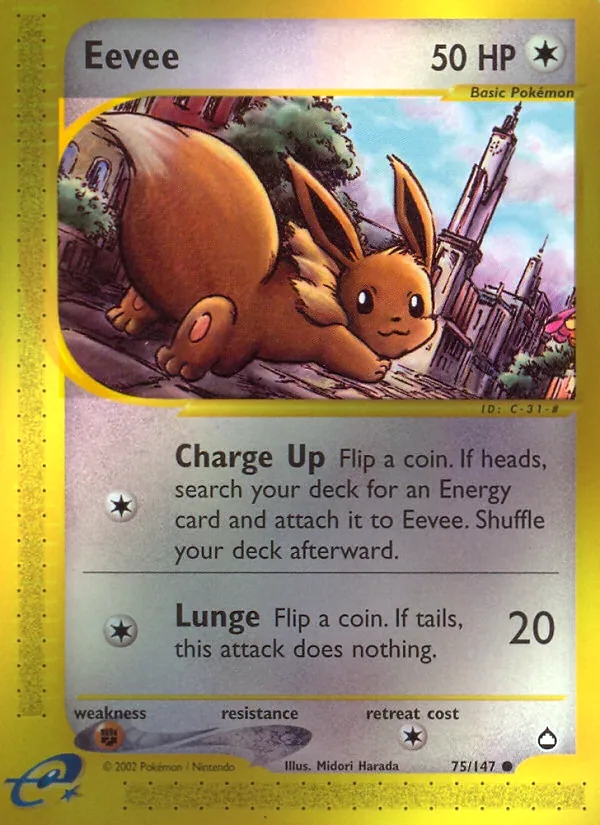 Eevee 50 HP
Basic Pokémon
ID: C-31-#
Charge Up Flip a coin. If heads,
search your deck for an Energy
card and attach it to Eevee. Shuffle
your deck afterward.
Lunge Flip a coin. If tails,
this attack does nothing.
20
weakness resistance retreat cost
© 2002 Pokémon / Nintendo Illus. Midori Harada 75/147
e